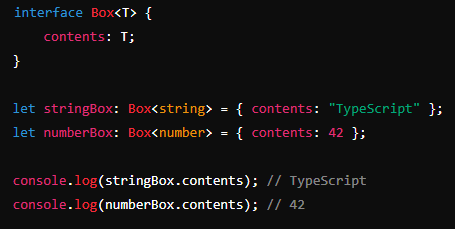 interface Box<T> {
    contents: T;
}

let stringBox: Box<string> = { contents: "TypeScript" };
let numberBox: Box<number> = { contents: 42 };

console.log(stringBox.contents); // TypeScript
console.log(numberBox.contents); // 42